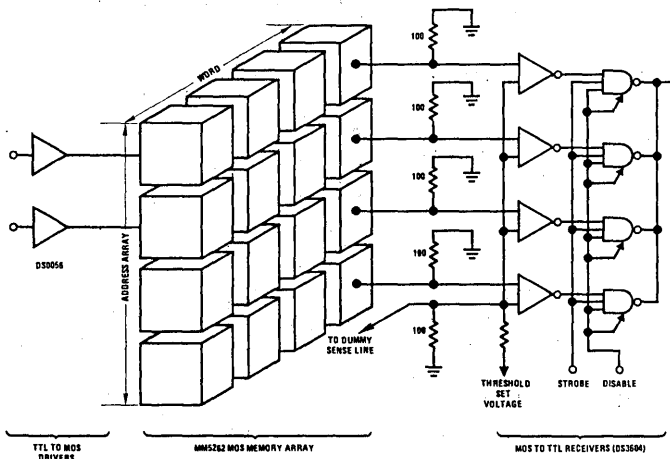 WORD
ADDRESS ARRAY
DS0056
100
100
100
100
100
TO DUMMY
SENSE LINE
THRESHOLD
SET
VOLTAGE
STROBE
DISABLE
TTL TO MOS
DRIVERS
MM5262 MOS MEMORY ARRAY
MOS TO TTL RECEIVERS (DS3604)